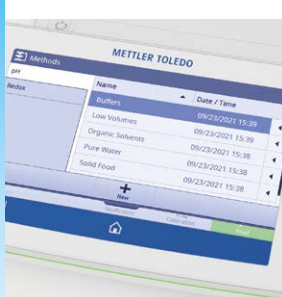 METTLER TOLEDO
Methods
pH
Redox
Name Date / Time
Buffers 09/23/2021 15:39
Low Volumes 09/23/2021 15:39
Organic Solvents 09/23/2021 15:38
Pure Water 09/23/2021 15:38
Solid Food 09/23/2021 15:38
New
Calibration